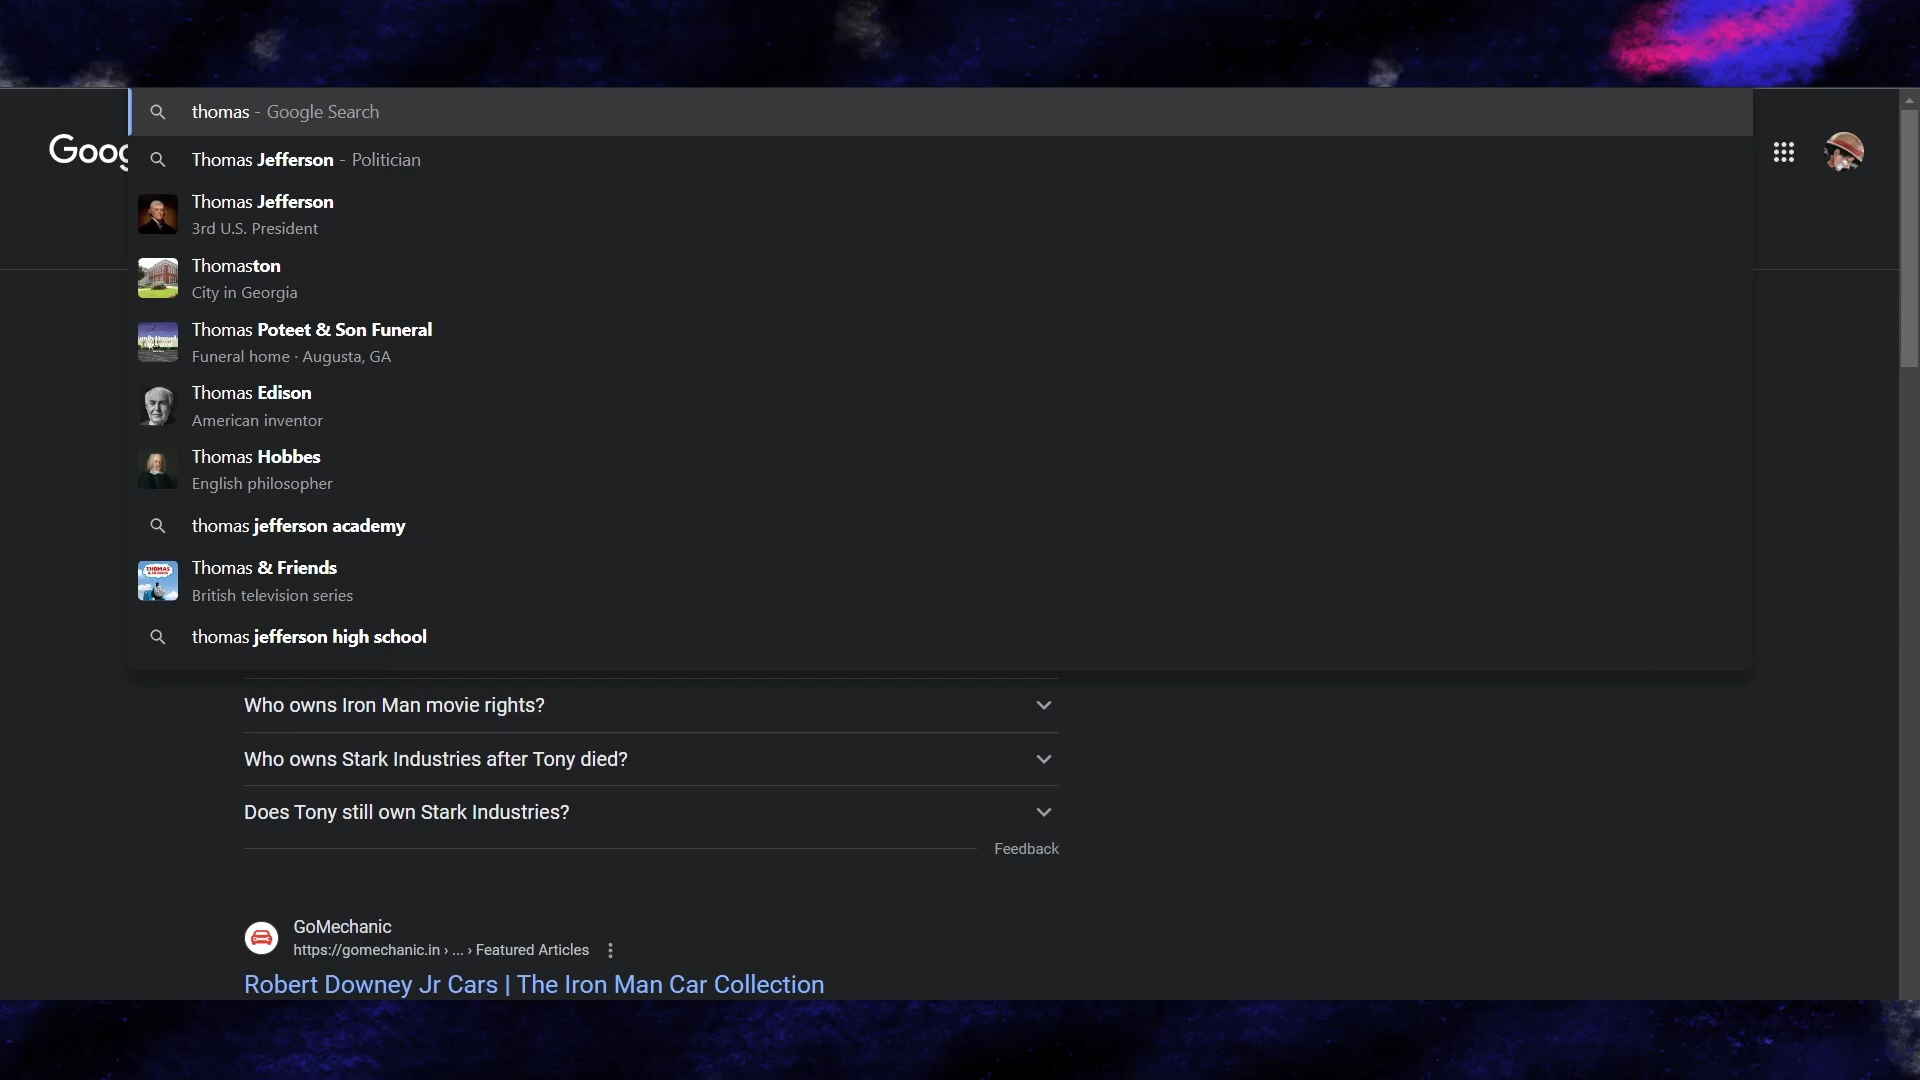 thomas - Google Search
Goog
Thomas Jefferson - Politician
Thomas Jefferson
3rd U.S. President
Thomaston
City in Georgia
Thomas Poteet & Son Funeral
Funeral home · Augusta, GA
Thomas Edison
American inventor
Thomas Hobbes
English philosopher
thomas jefferson academy
THOMAS
& FRIENDS
Thomas & Friends
British television series
thomas jefferson high school
Who owns Iron Man movie rights?
Who owns Stark Industries after Tony died?
Does Tony still own Stark Industries?
Feedback
GoMechanic
https://gomechanic.in › ... › Featured Articles
Robert Downey Jr Cars | The Iron Man Car Collection